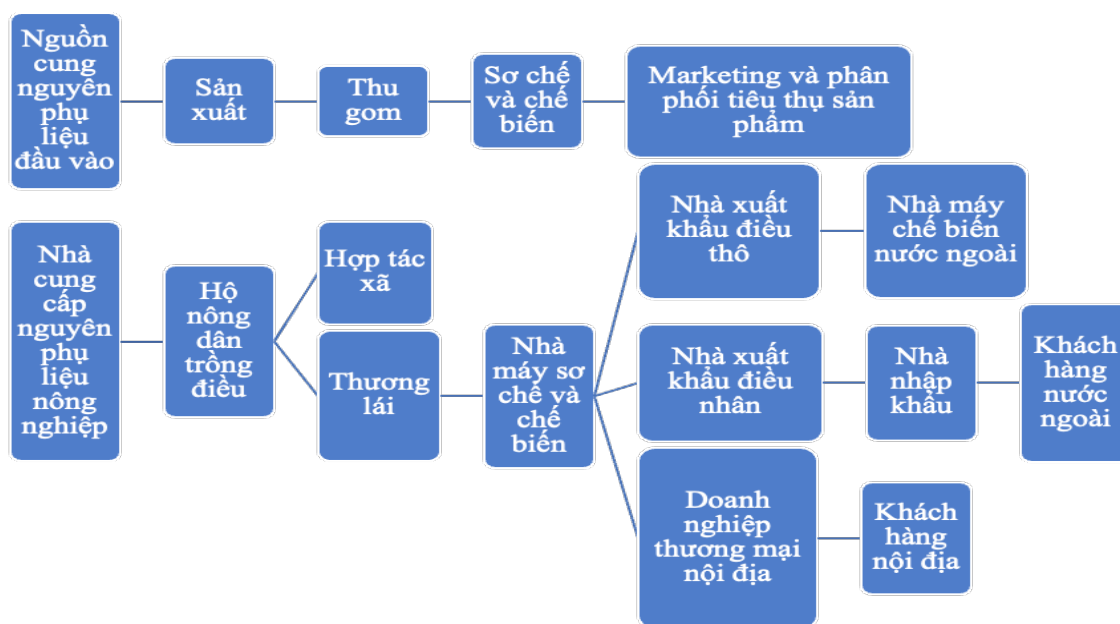 Nguồn
cung
nguyên
phụ
liệu
đầu vào
Sản
xuất
Thu
gom
Sơ chế
và chế
biến
Marketing và phân
phối tiêu thụ sản
phẩm
Nhà
cung
cấp
nguyên
phụ
liệu
nông
nghiệp
Hộ
nông
dân
trồng
điều
Hợp tác
xã
Thương
lái
Nhà
máy sơ
chế và
chế
biến
Nhà xuất
khẩu điều
thô
Nhà máy
chế biến
nước ngoài
Nhà xuất
khẩu điều
nhân
Nhà
nhập
khẩu
Khách
hàng
nước
ngoài
Doanh
nghiệp
thương mại
nội địa
Khách
hàng
nội địa